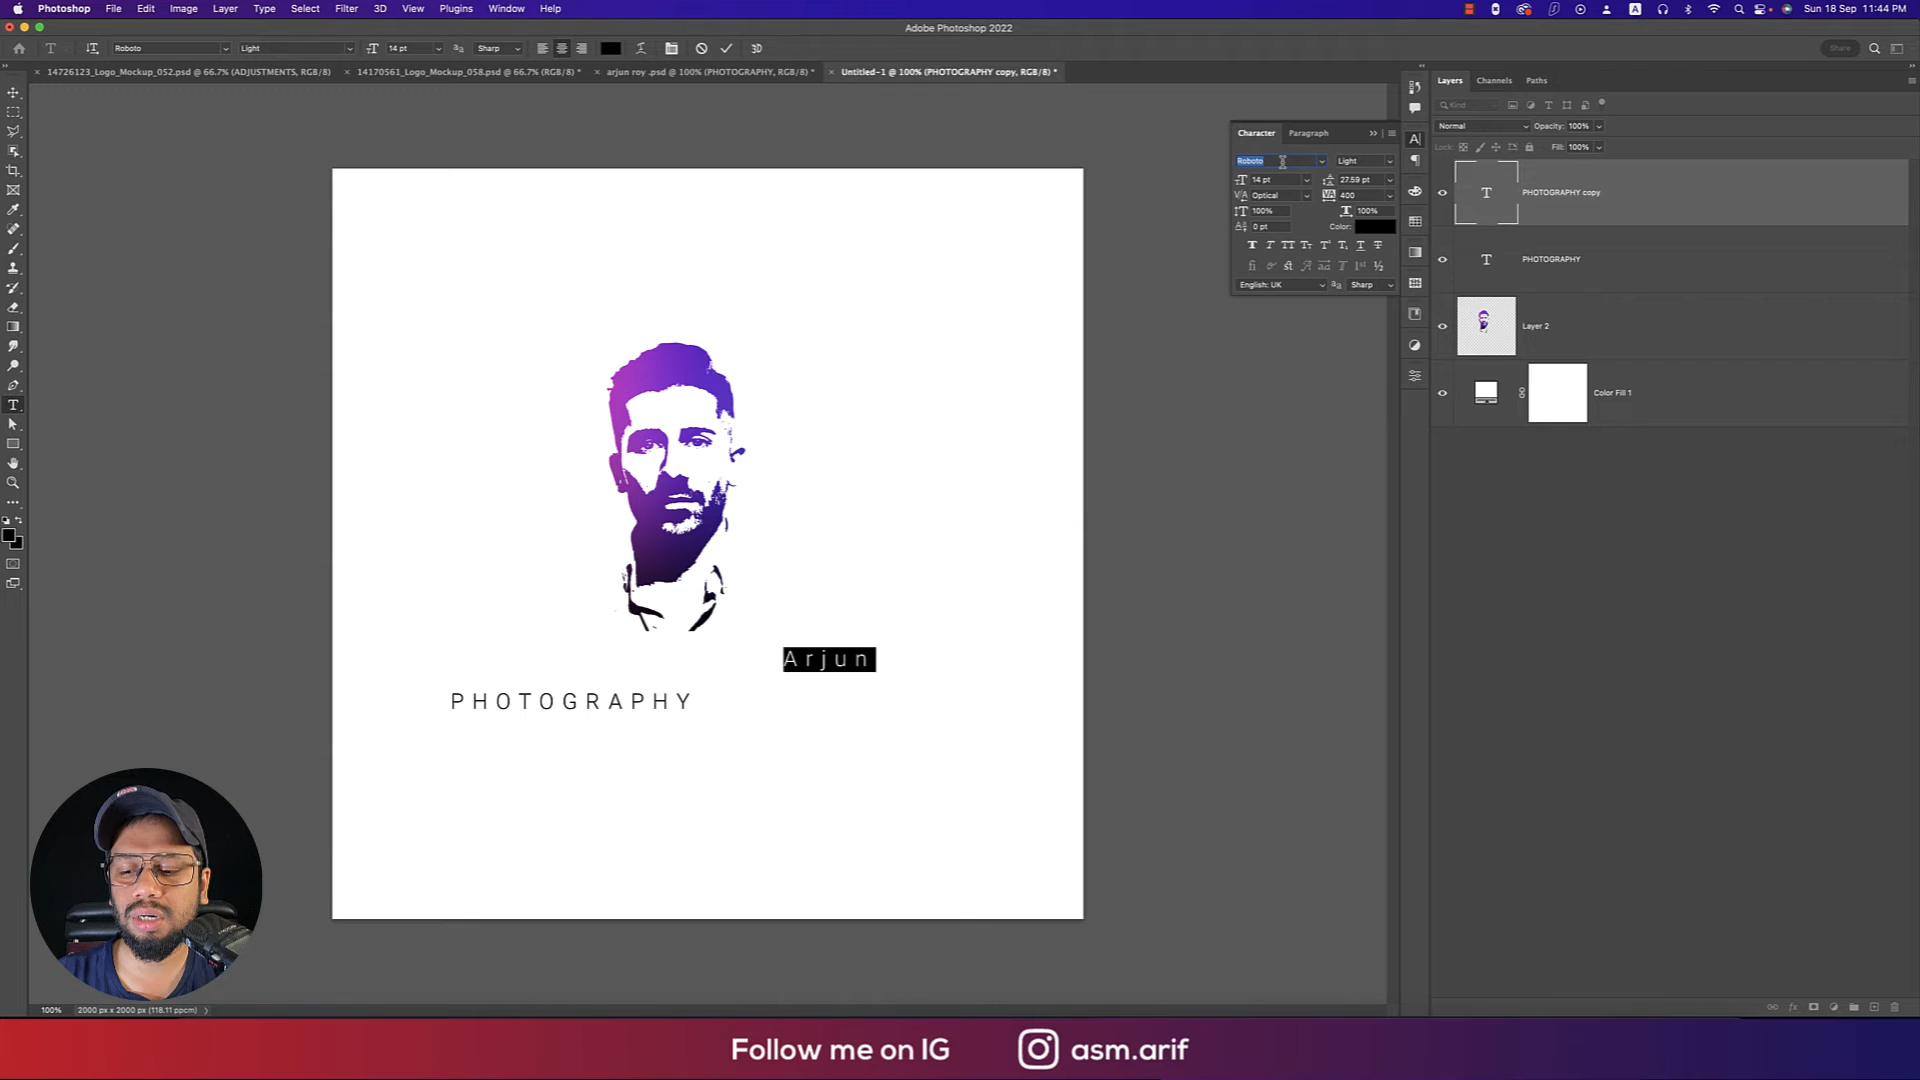 Photoshop File Edit Image Layer Type Select Filter 3D View Plugins Window Help
A Sun 18 Sep 11:44 PM
Adobe Photoshop 2022
Roboto Light 14 pt Sharp 3D Share
14726123_Logo_Mockup_052.psd @ 66.7% (ADJUSTMENTS, RGB/8)
14170561_Logo_Mockup_058.psd @ 66.7% (RGB/8) *
arjun roy .psd @ 100% (PHOTOGRAPHY, RGB/8) *
Untitled-1 @ 100% (PHOTOGRAPHY copy, RGB/8) *
Character Paragraph
Roboto Light
14 pt 27.59 pt
Optical 400
100% 100%
0 pt Color:
English: UK Sharp
Layers Channels Paths
Kind
Normal Opacity: 100%
Lock: Fill: 100%
PHOTOGRAPHY copy
PHOTOGRAPHY
Layer 2
Color Fill 1
Arjun
PHOTOGRAPHY
100% 2000 px x 2000 px (118.11 ppcm)
Follow me on IG asm.arif